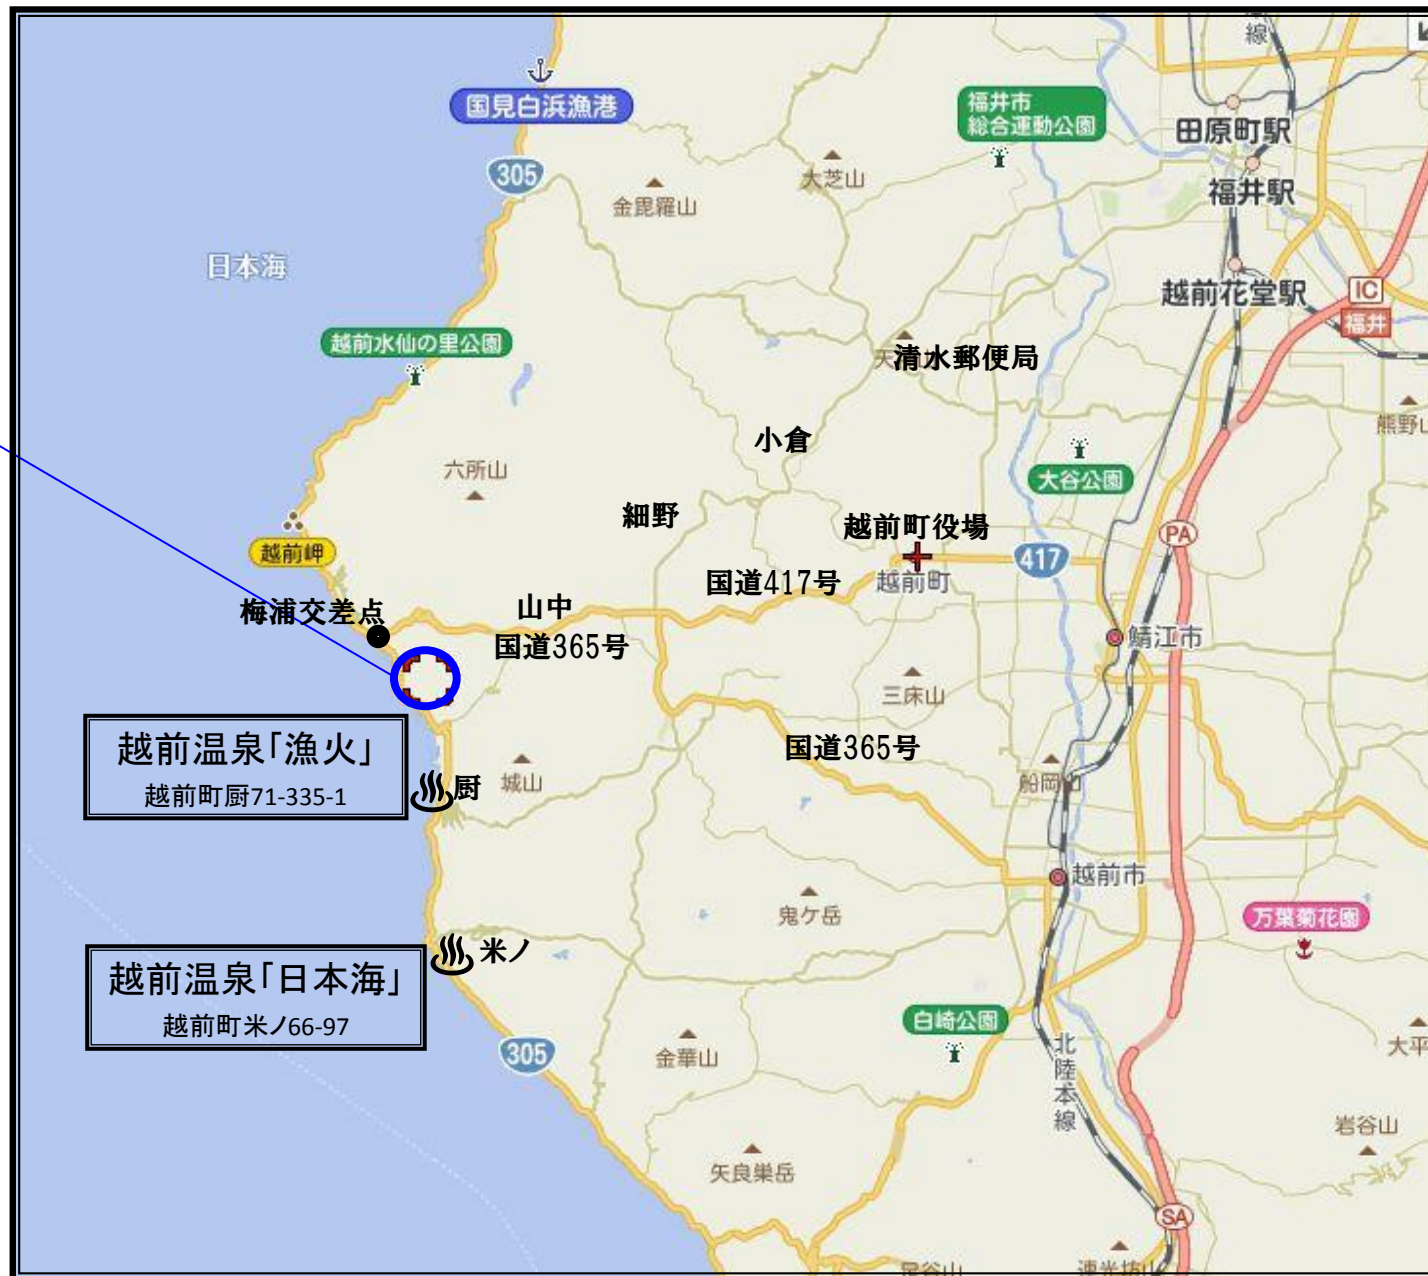 線
国見白浜漁港
福井市
総合運動公園
田原町駅
305
大芝山
金毘羅山
福井駅
日本海
越前花堂駅
IC
福井
越前水仙の里公園
清水郵便局
熊野山
小倉
六所山
大谷公園
細野
越前町役場
PA
越前岬
417
国道417号
越前町
梅浦交差点
山中
鯖江市
国道365号
三床山
越前温泉「漁火」
越前町厨71-335-1
国道365号
厨
城山
船岡山
越前市
鬼ケ岳
万葉菊花園
米ノ
越前温泉「日本海」
越前町米ノ66-97
白崎公園
305
金華山
北陸本線
大平
岩谷山
矢良巣岳
SA